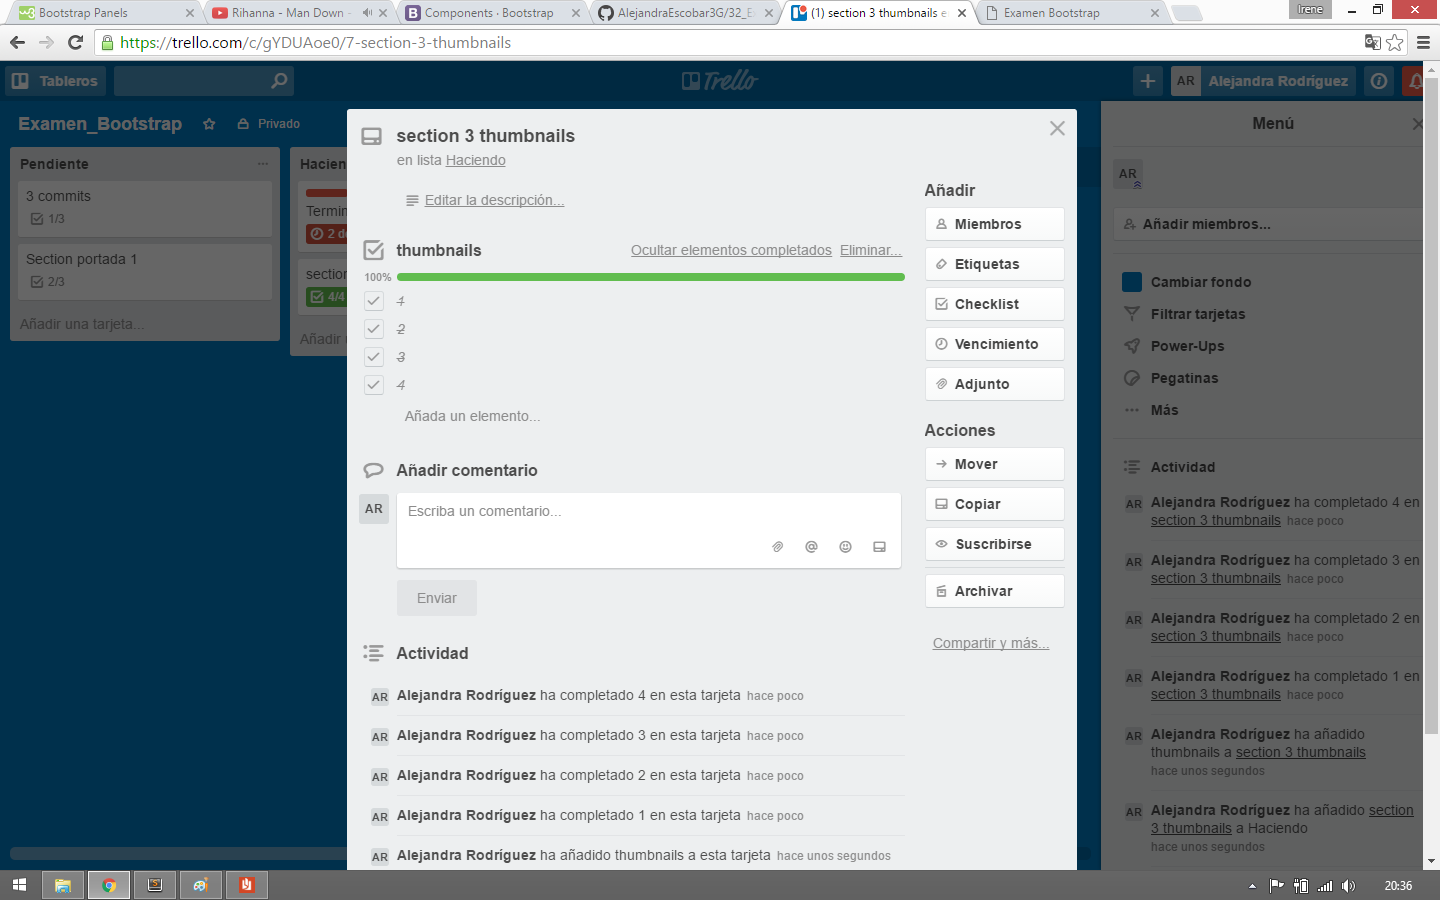 Bootstrap Panels
Rihanna - Man Down -
Components · Bootstrap
AlejandraEscobar3G/32_E
(1) section 3 thumbnails e
Examen Bootstrap
Irene
https://trello.com/c/gYDUAoe0/7-section-3-thumbnails
Tableros
Trello
AR
Alejandra Rodríguez
Examen_Bootstrap
Privado
Pendiente
3 commits
1/3
Section portada 1
2/3
Añadir una tarjeta...
Hacien
Termin
2 d
section
4/4
Añadir
section 3 thumbnails
en lista Haciendo
Editar la descripción...
thumbnails
Ocultar elementos completados
Eliminar...
100%
1
2
3
4
Añada un elemento...
Añadir comentario
AR
Escriba un comentario...
Enviar
Actividad
AR Alejandra Rodríguez ha completado 4 en esta tarjeta hace poco
AR Alejandra Rodríguez ha completado 3 en esta tarjeta hace poco
AR Alejandra Rodríguez ha completado 2 en esta tarjeta hace poco
AR Alejandra Rodríguez ha completado 1 en esta tarjeta hace poco
AR Alejandra Rodríguez ha añadido thumbnails a esta tarjeta hace unos segundos
Añadir
Miembros
Etiquetas
Checklist
Vencimiento
Adjunto
Acciones
Mover
Copiar
Suscribirse
Archivar
Compartir y más...
Menú
AR
Añadir miembros...
Cambiar fondo
Filtrar tarjetas
Power-Ups
Pegatinas
Más
Actividad
AR Alejandra Rodríguez ha completado 4 en
section 3 thumbnails hace poco
AR Alejandra Rodríguez ha completado 3 en
section 3 thumbnails hace poco
AR Alejandra Rodríguez ha completado 2 en
section 3 thumbnails hace poco
AR Alejandra Rodríguez ha completado 1 en
section 3 thumbnails hace poco
AR Alejandra Rodríguez ha añadido
thumbnails a section 3 thumbnails
hace unos segundos
AR Alejandra Rodríguez ha añadido section
3 thumbnails a Haciendo
hace unos segundos
20:36